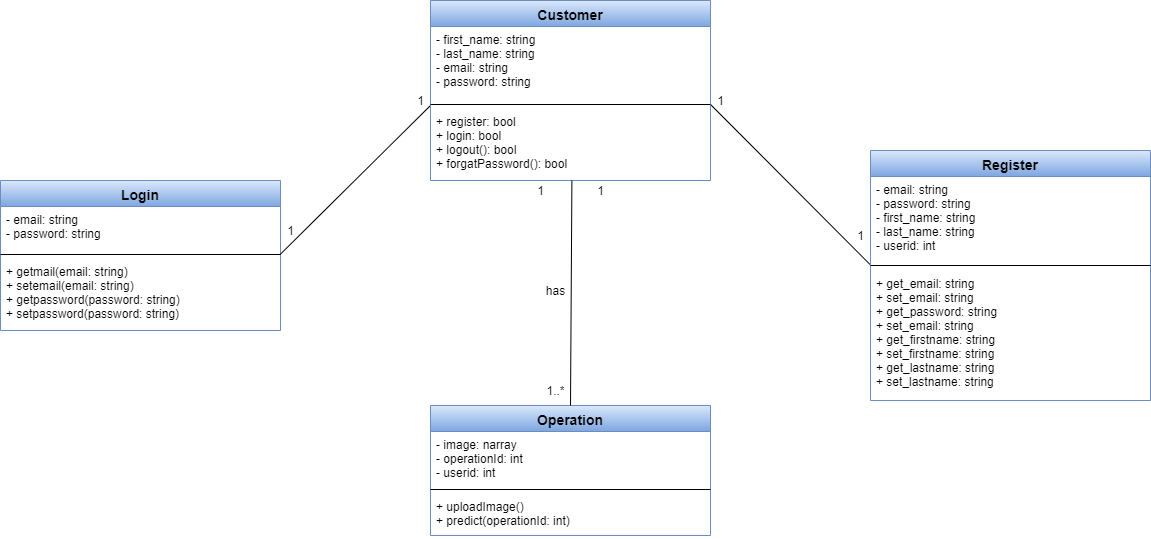 Customer
- first_name: string
- last_name: string
- email: string
- password: string
+ register: bool
+ login: bool
+ logout(): bool
+ forgatPassword(): bool
1
1
1
1
Login
- email: string
- password: string
+ getmail(email: string)
+ setemail(email: string)
+ getpassword(password: string)
+ setpassword(password: string)
1
1
Register
- email: string
- password: string
- first_name: string
- last_name: string
- userid: int
+ get_email: string
+ set_email: string
+ get_password: string
+ set_email: string
+ get_firstname: string
+ set_firstname: string
+ get_lastname: string
+ set_lastname: string
has
1..*
Operation
- image: narray
- operationId: int
- userid: int
+ uploadImage()
+ predict(operationId: int)